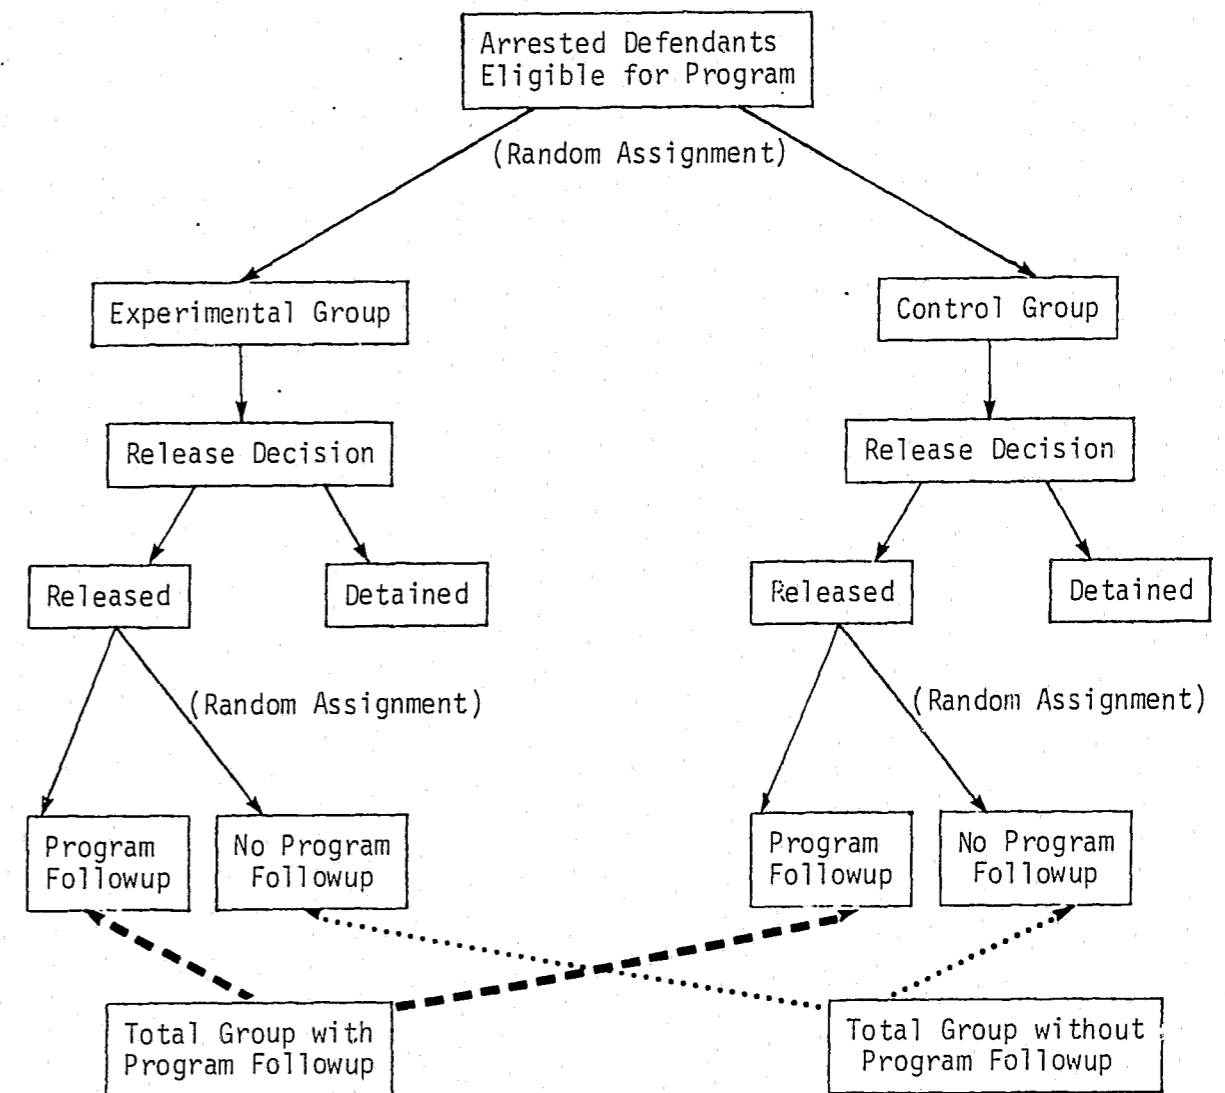 Arrested Defendants
Eligible for Program
(Random Assignment)
Experimental Group
Control Group
Release Decision
Release Decision
Released
Detained
Released
Detained
(Random Assignment)
(Random Assignment)
Program
Followup
No Program
Followup
Program
Followup
No Program
Followup
Total Group with
Program Followup
Total Group without
Program Followup